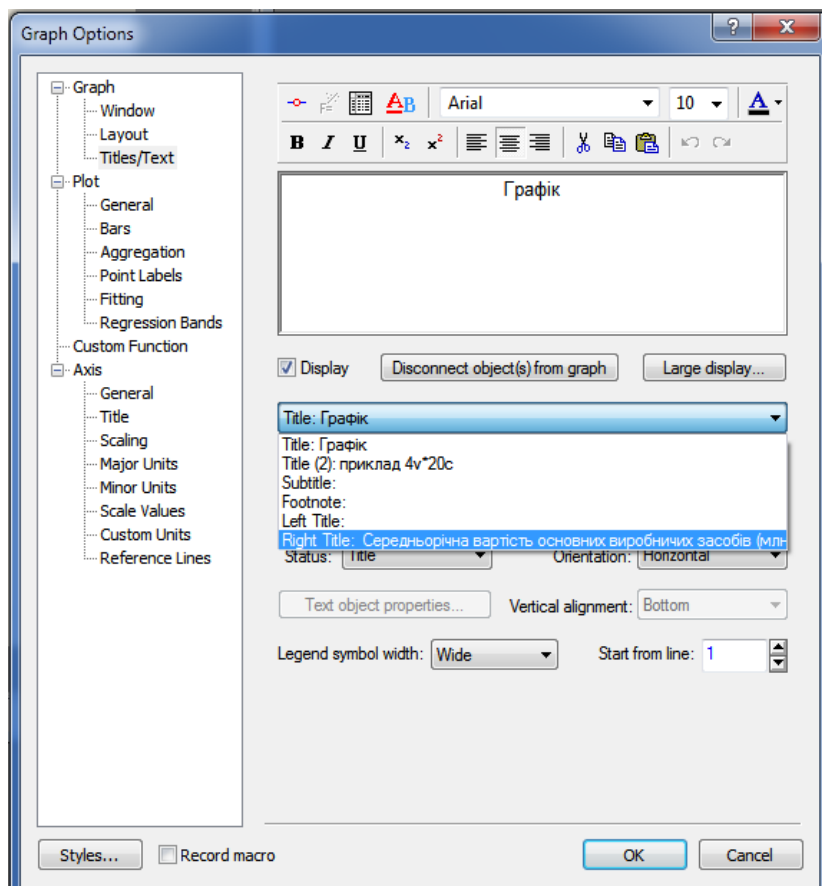 Graph Options
Graph
Window
Layout
Titles/Text
Plot
General
Bars
Aggregation
Point Labels
Fitting
Regression Bands
Custom Function
Axis
General
Title
Scaling
Major Units
Minor Units
Scale Values
Custom Units
Reference Lines
AB Arial 10 A
B I U x₂ x²
Графік
Display Disconnect object(s) from graph Large display...
Title: Графік
Title: Графік
Title (2): приклад 4v*20c
Subtitle:
Footnote:
Left Title:
Right Title: Середньорічна вартість основних виробничих засобів (млн
Status: Title Orientation: Horizontal
Text object properties... Vertical alignment: Bottom
Legend symbol width: Wide Start from line: 1
Styles... Record macro OK Cancel